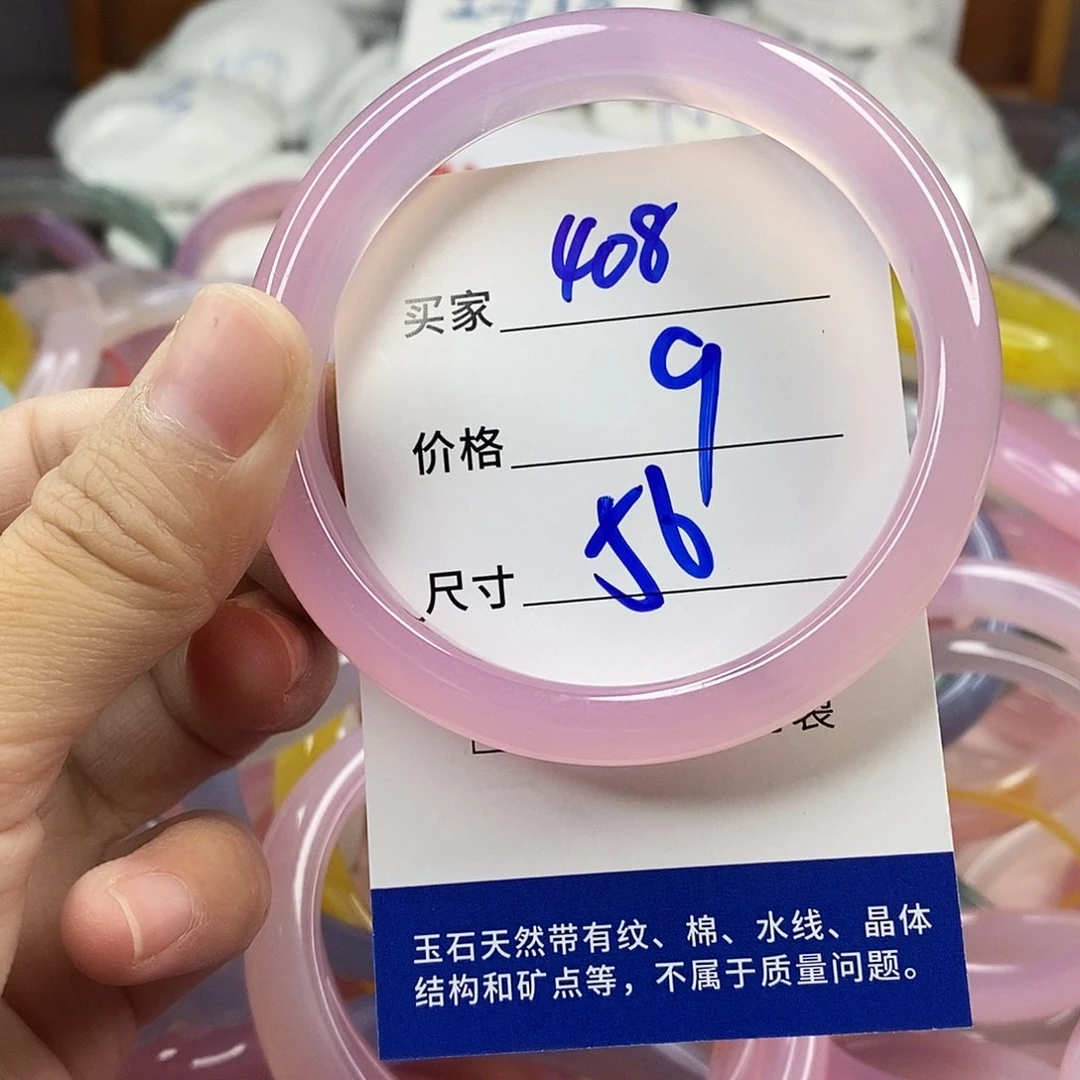 买家 408
价格 9
尺寸 56
裂
玉石天然带有纹、棉、水线、晶体
结构和矿点等，不属于质量问题。